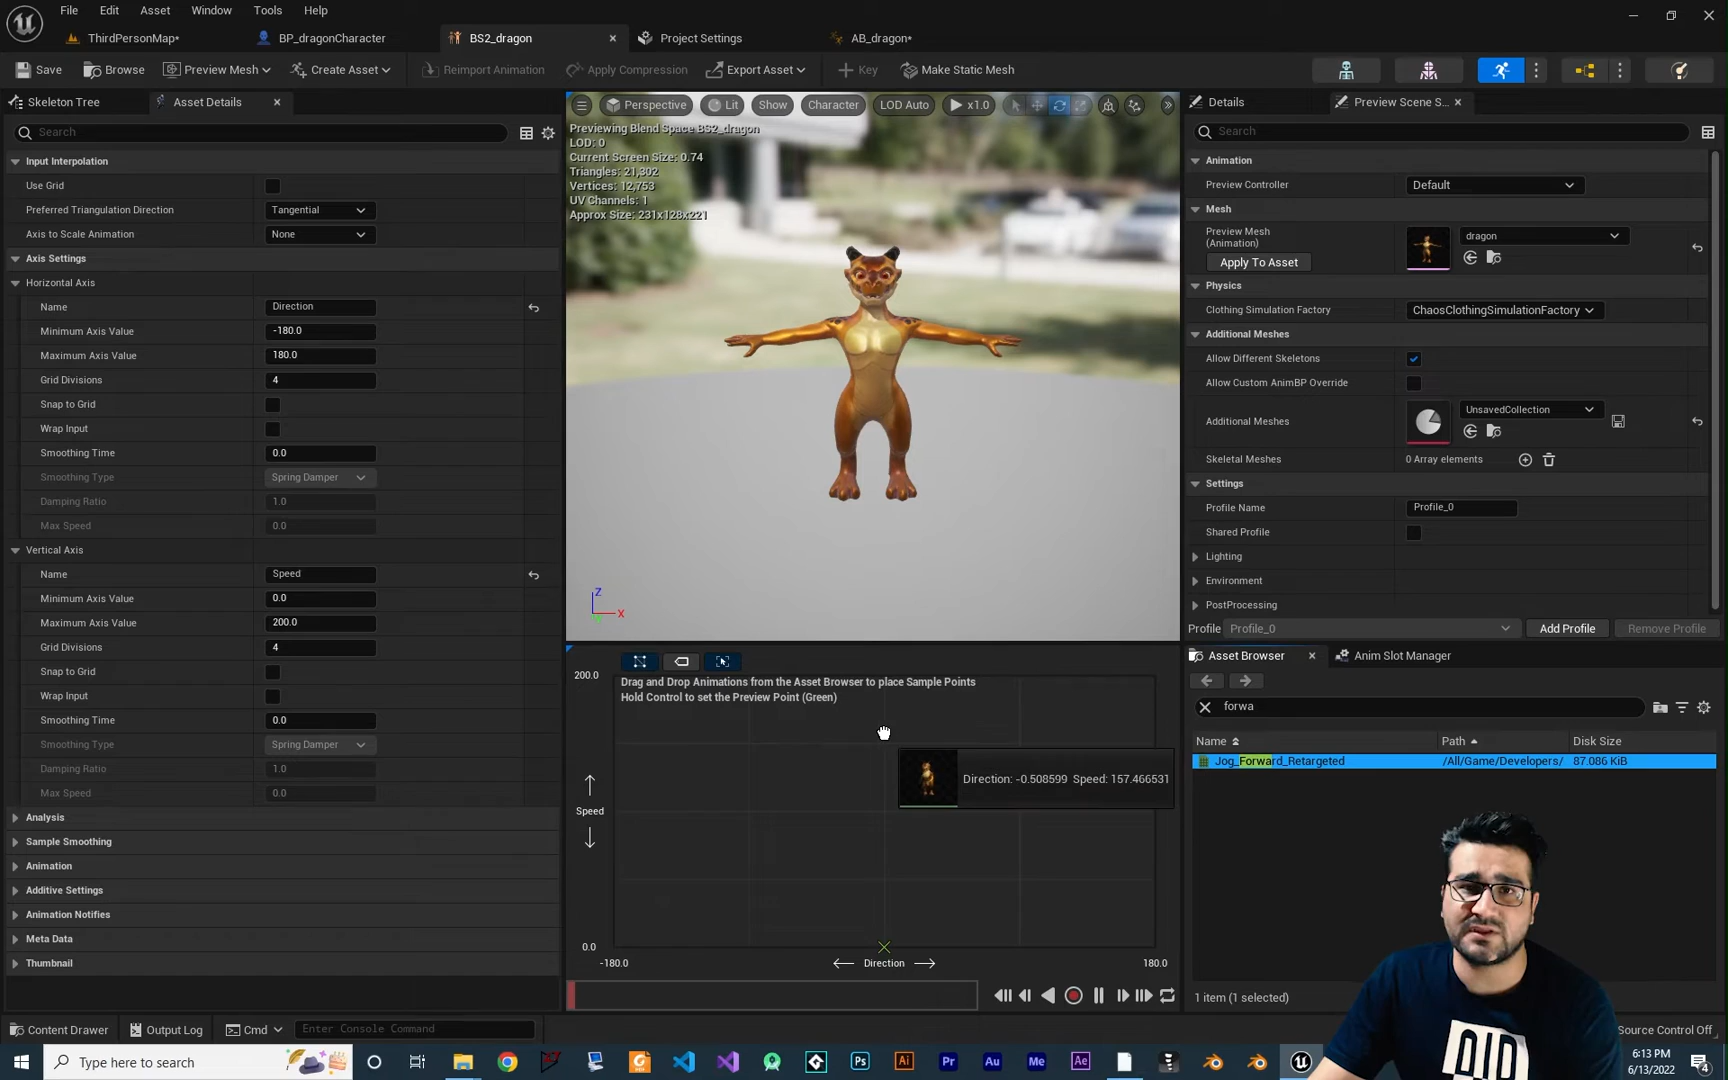 File Edit Asset Window Tools Help
ThirdPersonMap* BP_dragonCharacter BS2_dragon Project Settings AB_dragon*
Save Browse Preview Mesh Create Asset Reimport Animation Apply Compression Export Asset Key Make Static Mesh
Skeleton Tree Asset Details
Search
Input Interpolation
Use Grid
Preferred Triangulation Direction Tangential
Axis to Scale Animation None
Axis Settings
Horizontal Axis
Name Direction
Minimum Axis Value -180.0
Maximum Axis Value 180.0
Grid Divisions 4
Snap to Grid
Wrap Input
Smoothing Time 0.0
Smoothing Type Spring Damper
Damping Ratio 1.0
Max Speed 0.0
Vertical Axis
Name Speed
Minimum Axis Value 0.0
Maximum Axis Value 200.0
Grid Divisions 4
Snap to Grid
Wrap Input
Smoothing Time 0.0
Smoothing Type Spring Damper
Damping Ratio 1.0
Max Speed 0.0
Analysis
Sample Smoothing
Animation
Additive Settings
Animation Notifies
Meta Data
Thumbnail
Perspective Lit Show Character LOD Auto x1.0
Previewing Blend Space BS2_dragon
LOD: 0
Current Screen Size: 0.74
Triangles: 21,302
Vertices: 12,753
UV Channels: 1
Approx Size: 231x128x221
Z
X
200.0
Drag and Drop Animations from the Asset Browser to place Sample Points
Hold Control to set the Preview Point (Green)
Direction: -0.508599 Speed: 157.466531
Speed
0.0
-180.0 Direction 180.0
Details Preview Scene S...
Search
Animation
Preview Controller Default
Mesh
Preview Mesh
(Animation)
dragon
Apply To Asset
Physics
Clothing Simulation Factory ChaosClothingSimulationFactory
Additional Meshes
Allow Different Skeletons
Allow Custom AnimBP Override
Additional Meshes UnsavedCollection
Skeletal Meshes 0 Array elements
Settings
Profile Name Profile_0
Shared Profile
Lighting
Environment
PostProcessing
Profile Profile_0 Add Profile Remove Profile
Asset Browser Anim Slot Manager
forwa
Name Path Disk Size
Jog_Forward_Retargeted /All/Game/Developers/ 87.086 KiB
1 item (1 selected)
Content Drawer Output Log Cmd Enter Console Command Source Control Off
Type here to search
Ps Ai Pr Au Me Ae
6:13 PM
6/13/2022
4